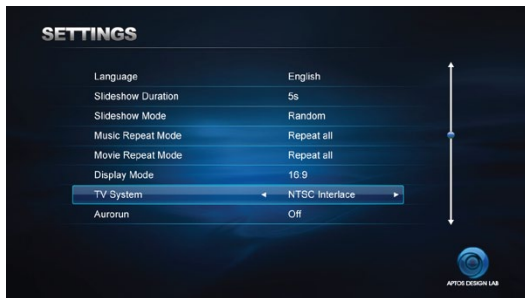 SETTINGS
Language English
Slideshow Duration 5s
Slideshow Mode Random
Music Repeat Mode Repeat all
Movie Repeat Mode Repeat all
Display Mode 16:9
TV System NTSC Interlace
Aurorun Off
APTOS DESIGN LAB